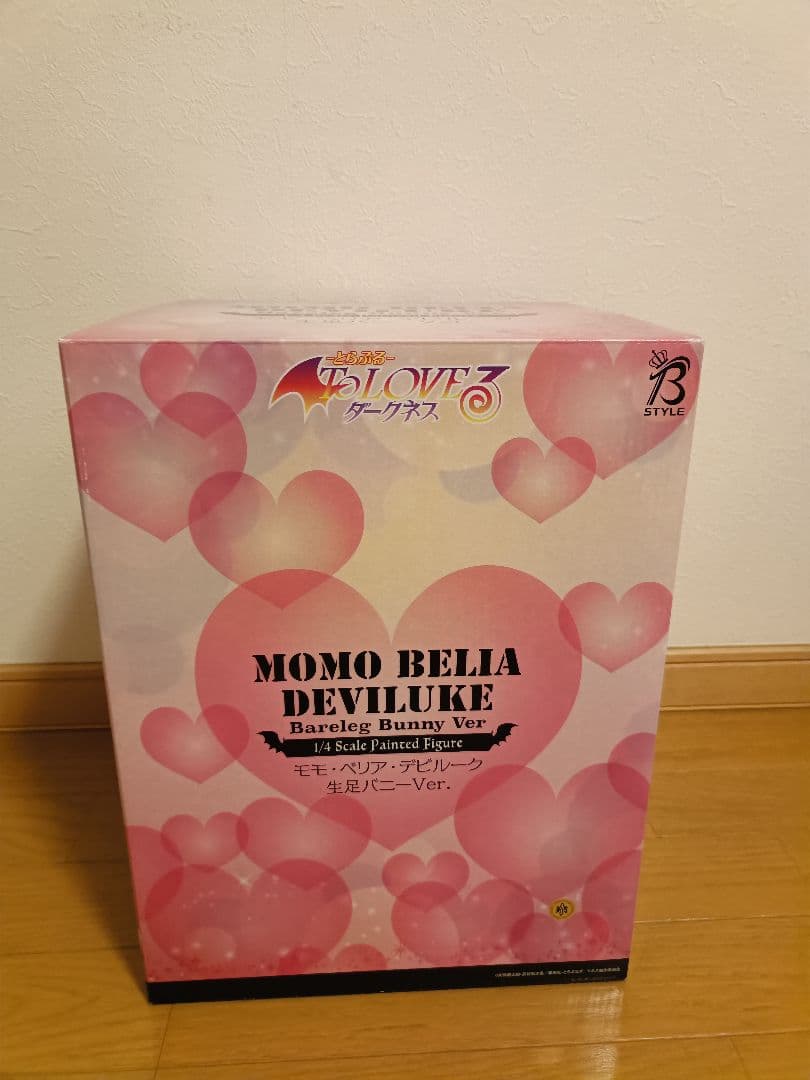 -とらぶる-
ToLOVEる
ダークネス
B
STYLE
MOMO BELIA
DEVILUKE
Bareleg Bunny Ver
1/4 Scale Painted Figure
モモ・ベリア・デビルーク
生足バニーVer.